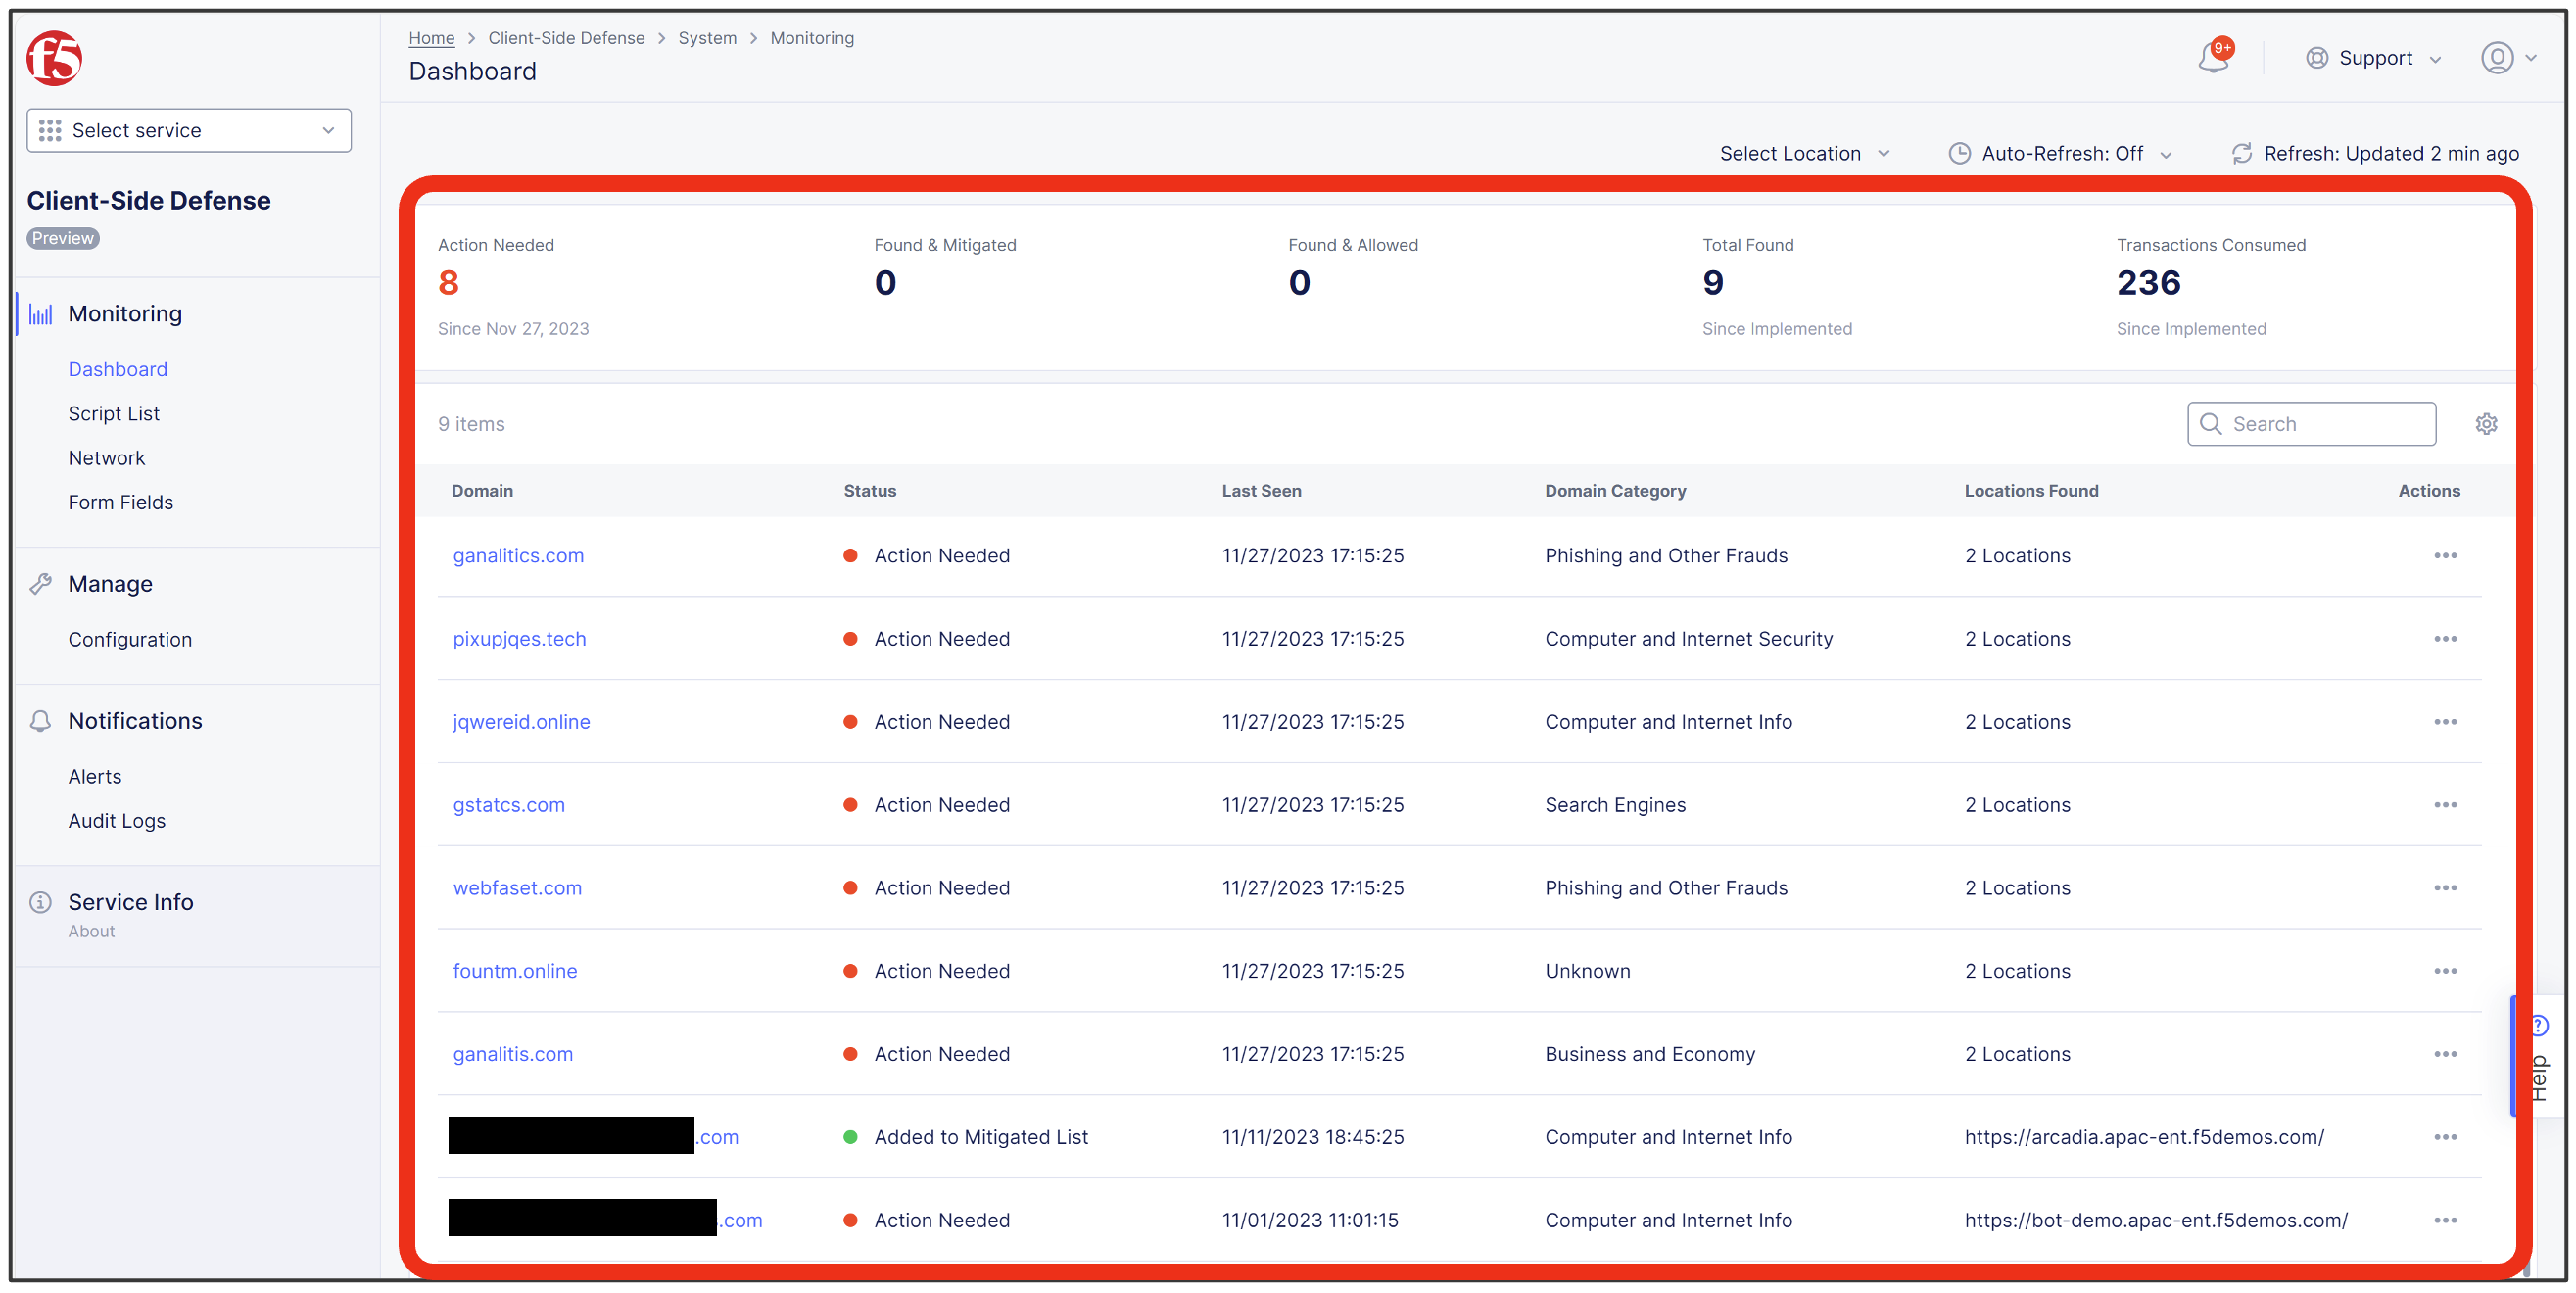 f5
Home > Client-Side Defense > System > Monitoring
Dashboard
9+
Support
Select service
Client-Side Defense
Preview
Monitoring
Dashboard
Script List
Network
Form Fields
Manage
Configuration
Notifications
Alerts
Audit Logs
Service Info
About
Select Location
Auto-Refresh: Off
Refresh: Updated 2 min ago
Action Needed
8
Since Nov 27, 2023
Found & Mitigated
0
Found & Allowed
0
Total Found
9
Since Implemented
Transactions Consumed
236
Since Implemented
9 items
Search
Domain Status Last Seen Domain Category Locations Found Actions
ganalitics.com Action Needed 11/27/2023 17:15:25 Phishing and Other Frauds 2 Locations
pixupjqes.tech Action Needed 11/27/2023 17:15:25 Computer and Internet Security 2 Locations
jqwereid.online Action Needed 11/27/2023 17:15:25 Computer and Internet Info 2 Locations
gstatcs.com Action Needed 11/27/2023 17:15:25 Search Engines 2 Locations
webfaset.com Action Needed 11/27/2023 17:15:25 Phishing and Other Frauds 2 Locations
fountm.online Action Needed 11/27/2023 17:15:25 Unknown 2 Locations
ganalitis.com Action Needed 11/27/2023 17:15:25 Business and Economy 2 Locations
.com Added to Mitigated List 11/11/2023 18:45:25 Computer and Internet Info https://arcadia.apac-ent.f5demos.com/
.com Action Needed 11/01/2023 11:01:15 Computer and Internet Info https://bot-demo.apac-ent.f5demos.com/
Help